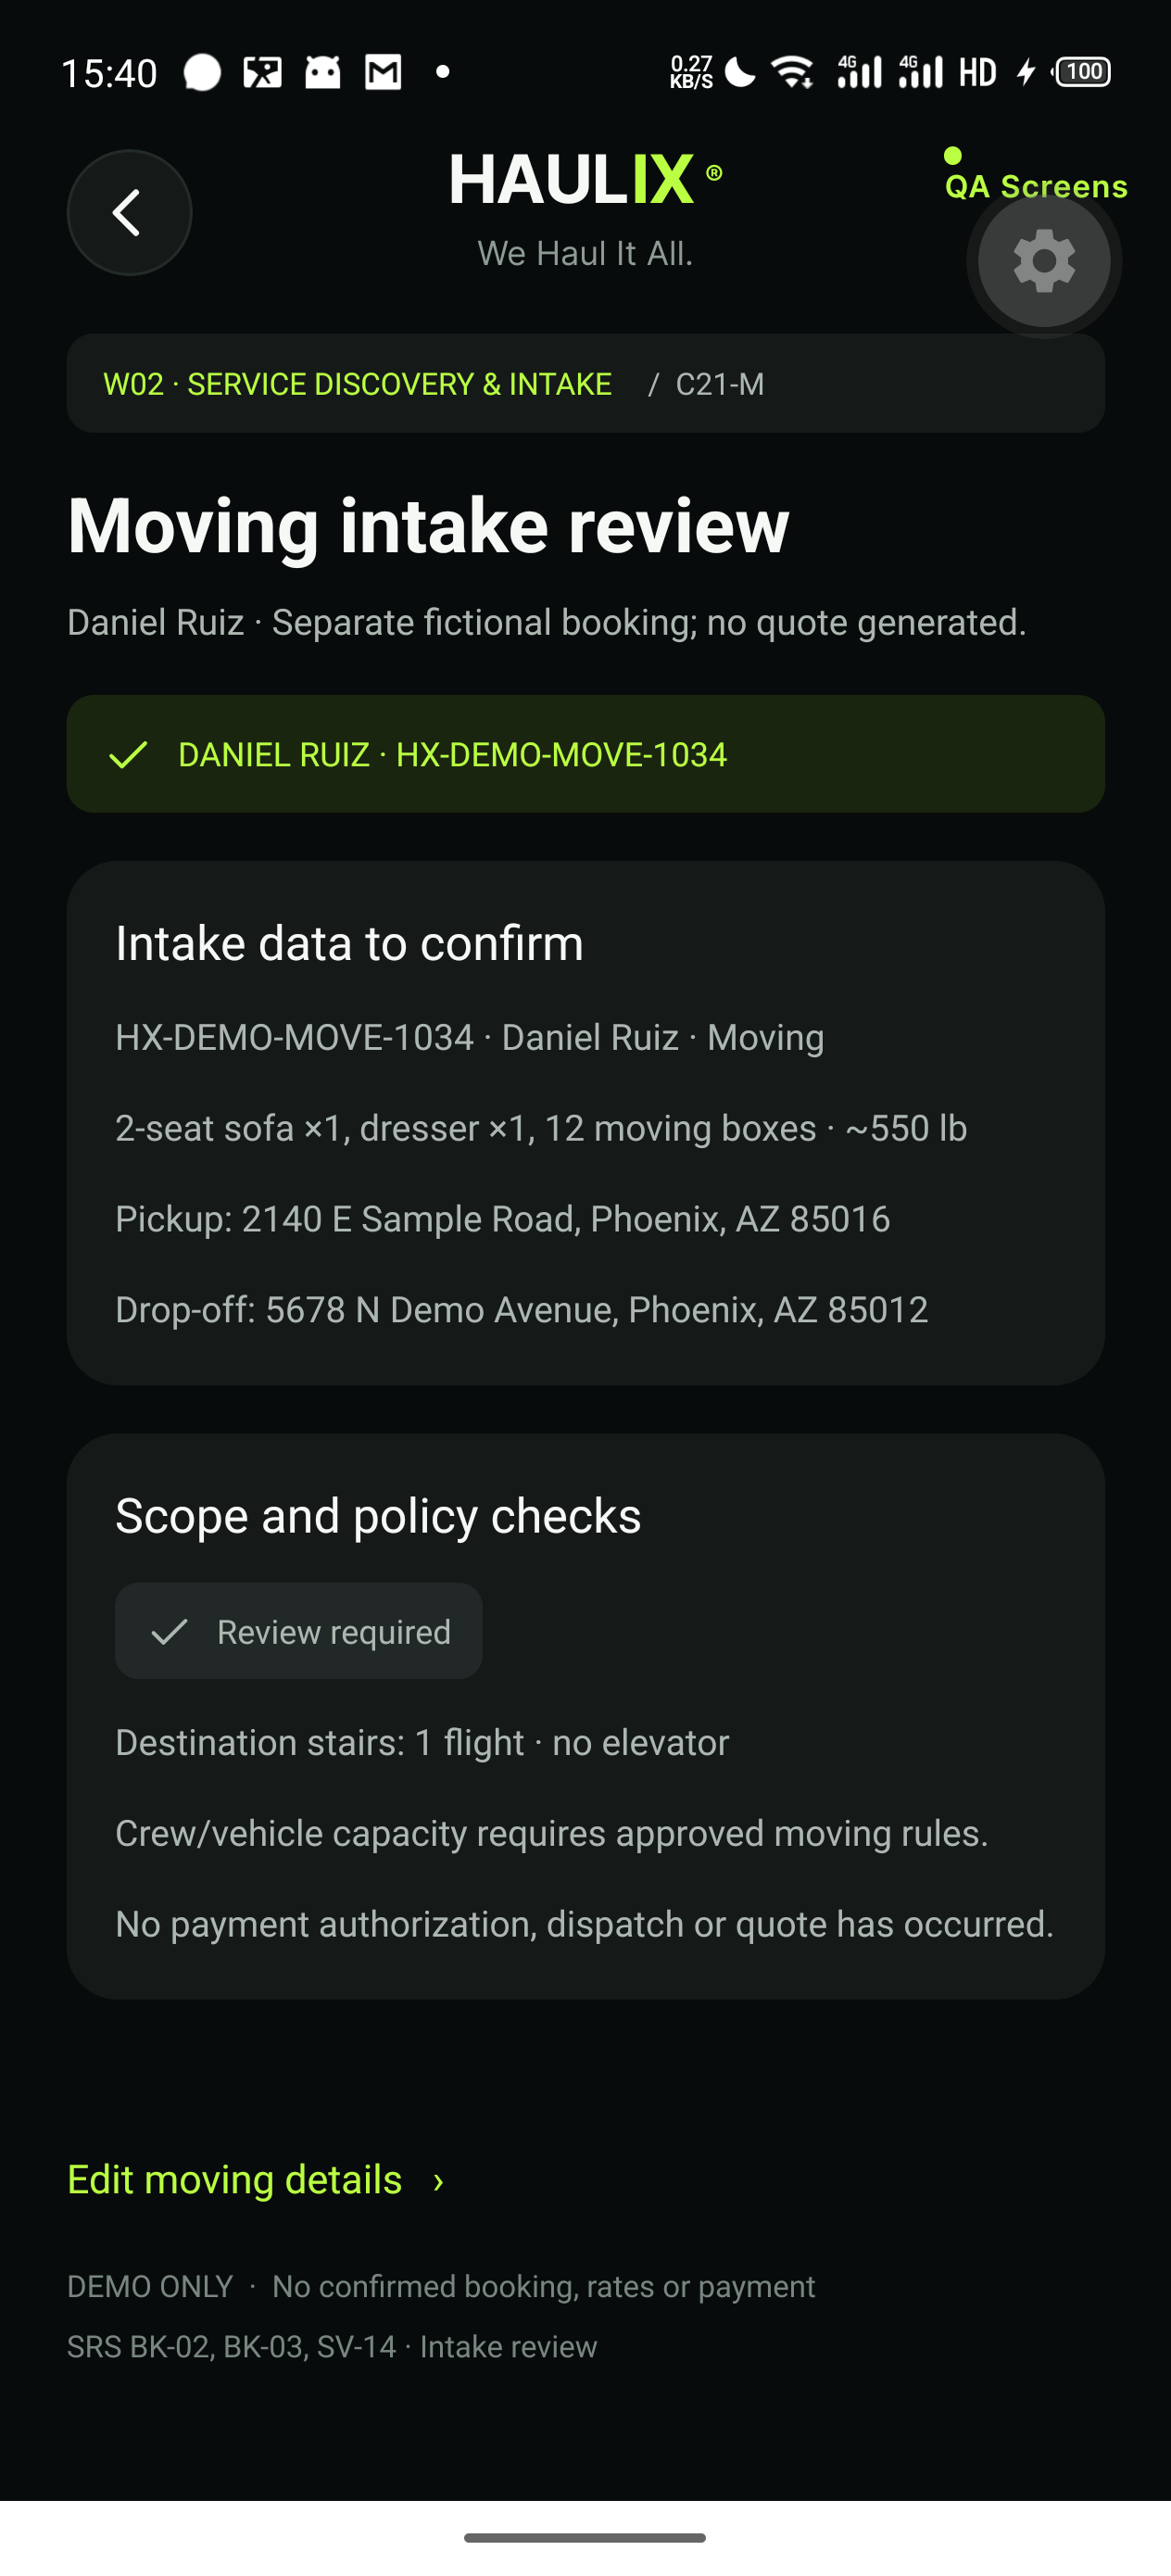 15:40
0.27 KB/S
4G
4G
HD
100
HAULIX®
We Haul It All.
QA Screens
W02 · SERVICE DISCOVERY & INTAKE / C21-M
Moving intake review
Daniel Ruiz · Separate fictional booking; no quote generated.
DANIEL RUIZ · HX-DEMO-MOVE-1034
Intake data to confirm
HX-DEMO-MOVE-1034 · Daniel Ruiz · Moving
2-seat sofa ×1, dresser ×1, 12 moving boxes · ~550 lb
Pickup: 2140 E Sample Road, Phoenix, AZ 85016
Drop-off: 5678 N Demo Avenue, Phoenix, AZ 85012
Scope and policy checks
Review required
Destination stairs: 1 flight · no elevator
Crew/vehicle capacity requires approved moving rules.
No payment authorization, dispatch or quote has occurred.
Edit moving details ›
DEMO ONLY · No confirmed booking, rates or payment
SRS BK-02, BK-03, SV-14 · Intake review